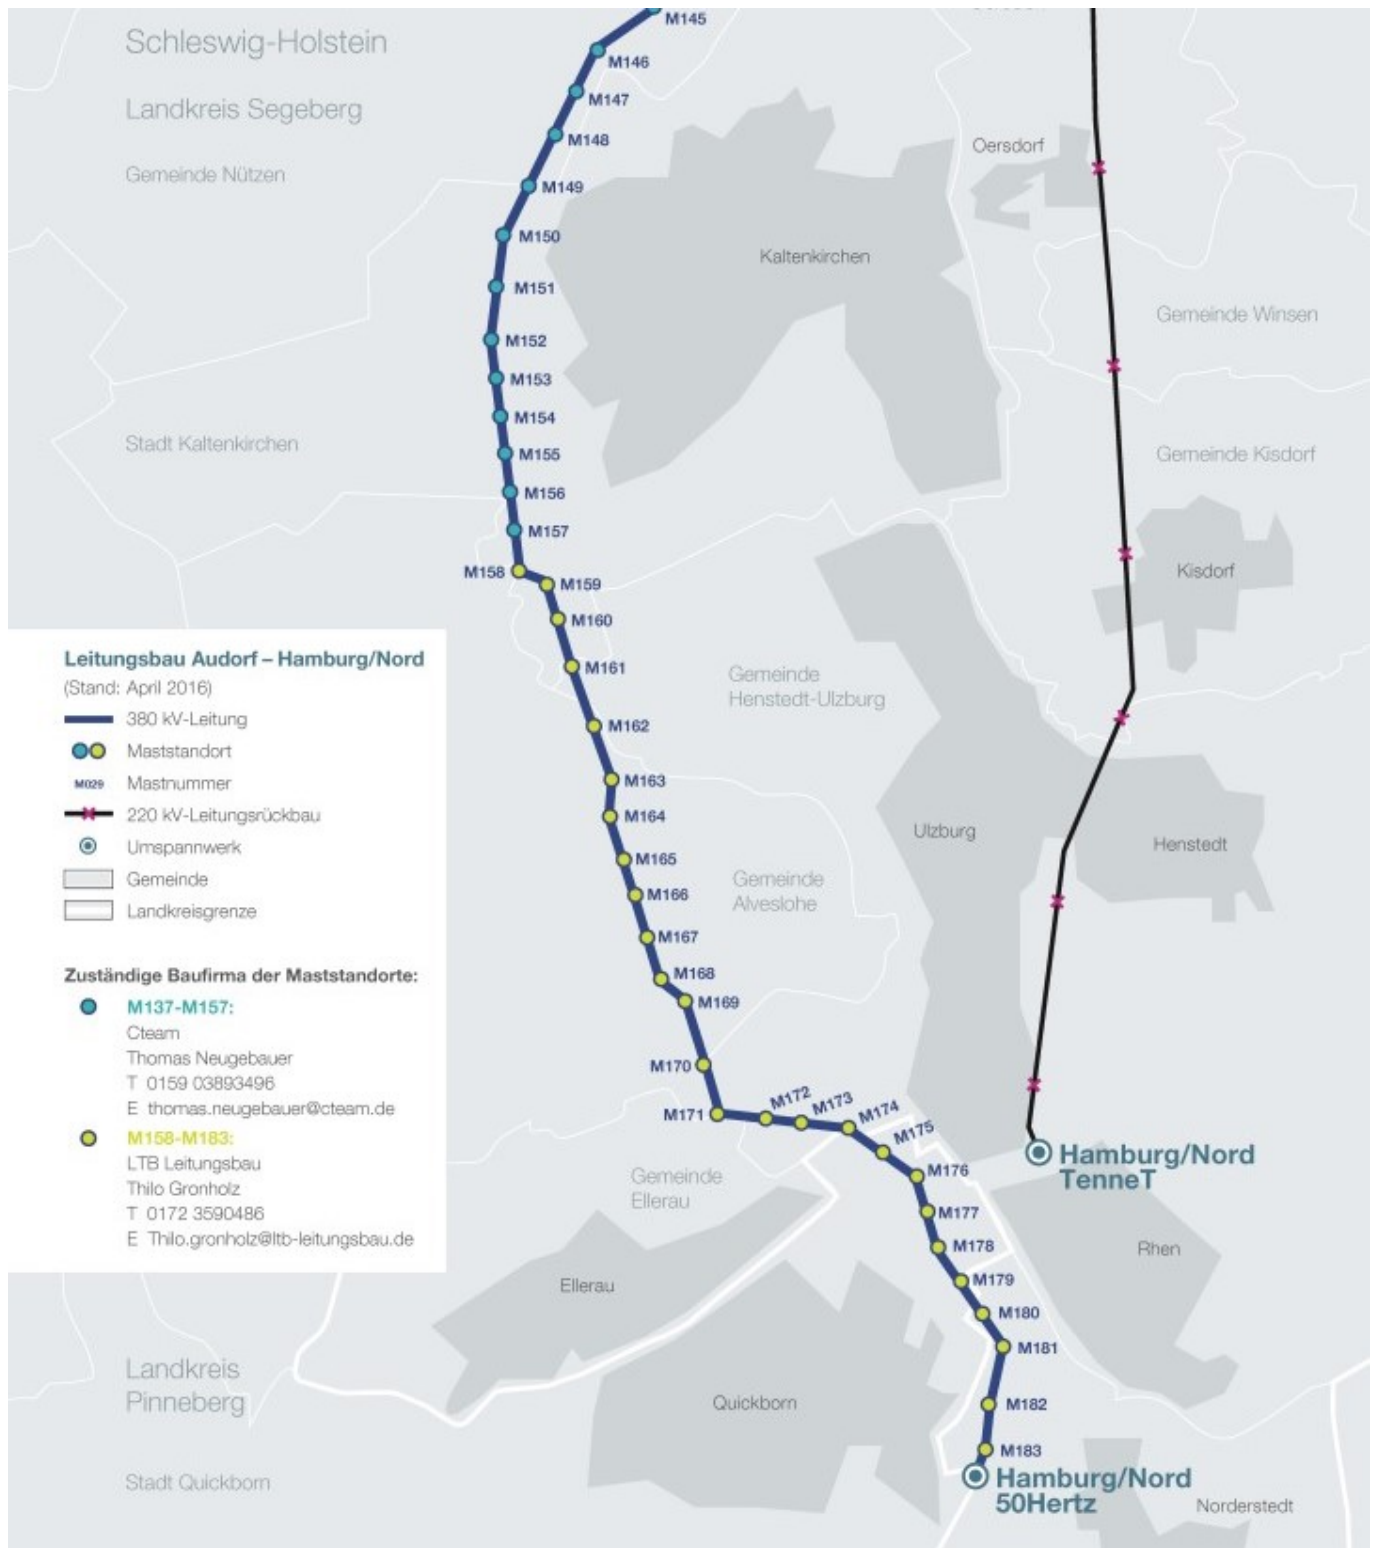 M145
Schleswig-Holstein
M146
M147
Landkreis Segeberg
M148
Oersdorf
Gemeinde Nützen
M149
M150
Kaltenkirchen
M151
Gemeinde Winsen
M152
M153
M154
Stadt Kaltenkirchen
M155
Gemeinde Kisdorf
M156
M157
M158
M159
Kisdorf
M160
M161
Gemeinde
Henstedt-Ulzburg
M162
M163
M164
Ulzburg
Henstedt
M165
M166
Gemeinde
Alveslohe
M167
M168
M169
M170
M171
M172
M173
M174
M175
M176
M177
M178
M179
M180
M181
M182
M183
Leitungsbau Audorf – Hamburg/Nord
(Stand: April 2016)
380 kV-Leitung
Maststandort
M029 Mastnummer
220 kV-Leitungsrückbau
Umspannwerk
Gemeinde
Landkreisgrenze
Zuständige Baufirma der Maststandorte:
M137-M157:
Cteam
Thomas Neugebauer
T 0159 03893496
E thomas.neugebauer@cteam.de
M158-M183:
LTB Leitungsbau
Thilo Gronholz
T 0172 3590486
E Thilo.gronholz@ltb-leitungsbau.de
Hamburg/Nord
TenneT
Gemeinde
Ellerau
Rhen
Ellerau
Landkreis
Pinneberg
Quickborn
Stadt Quickborn
Hamburg/Nord
50Hertz
Norderstedt